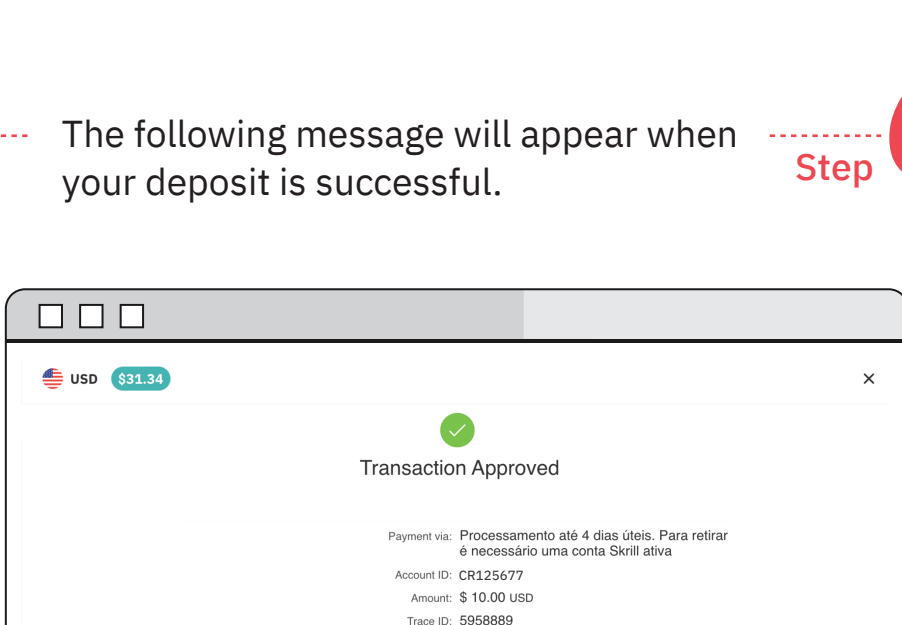 The following message will appear when
your deposit is successful.
Step
USD $31.34
Transaction Approved
Payment via: Processamento até 4 dias úteis. Para retirar
é necessário uma conta Skrill ativa
Account ID: CR125677
Amount: $ 10.00 USD
Trace ID: 5958889